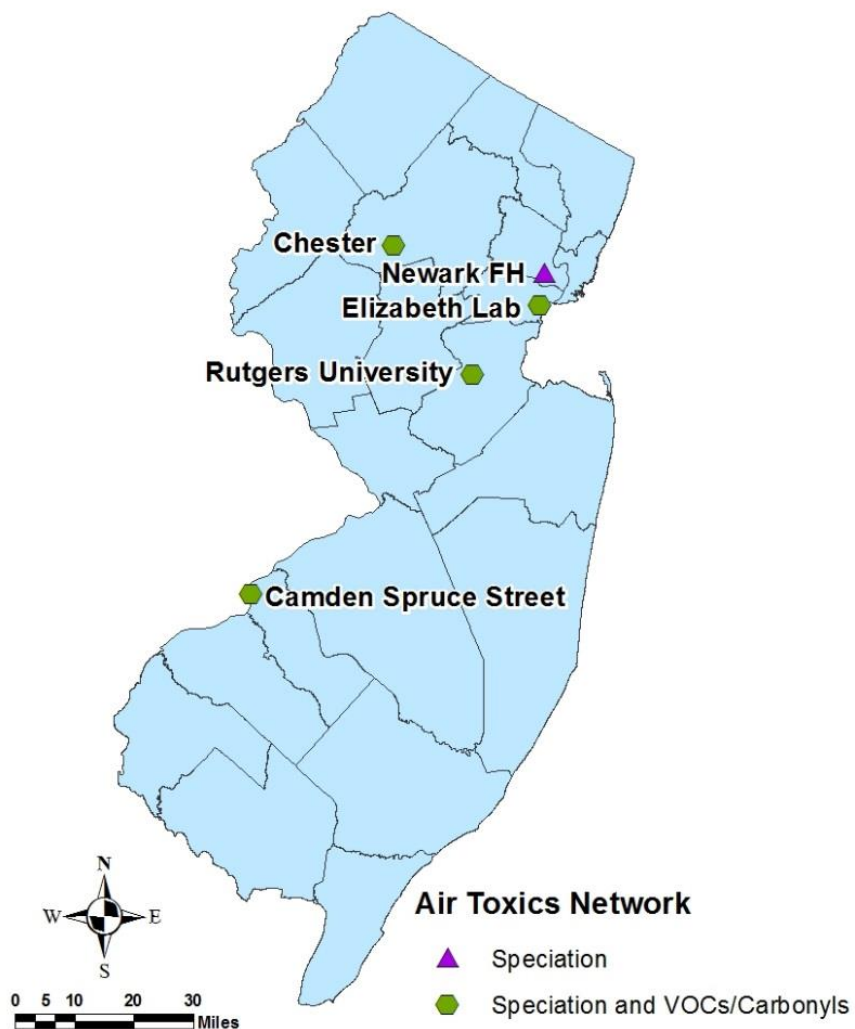 Chester
Newark FH
Elizabeth Lab
Rutgers University
Camden Spruce Street
N
W E
S
Air Toxics Network
Speciation
Speciation and VOCs/Carbonyls
0 5 10 20 30
Miles